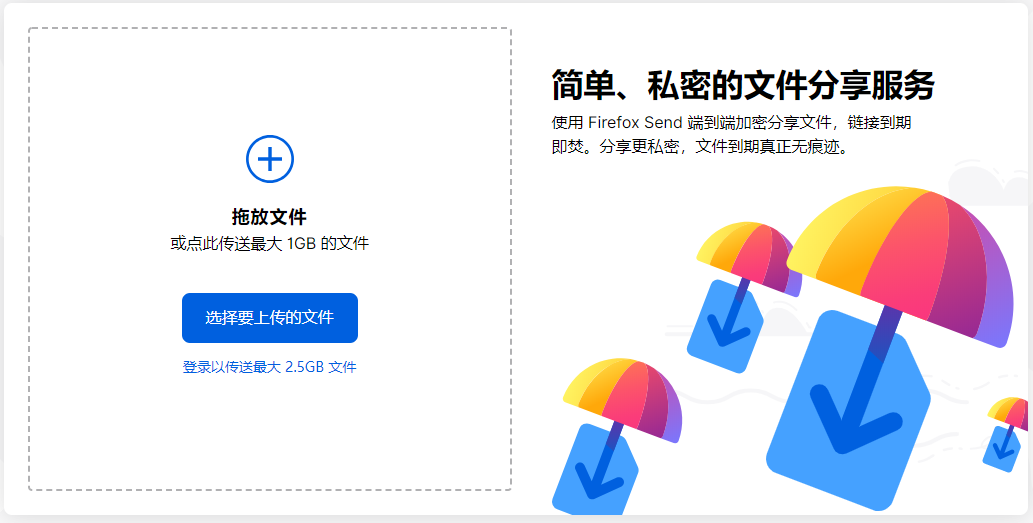 拖放文件
或点此传送最大 1GB 的文件
选择要上传的文件
登录以传送最大 2.5GB 文件
简单、私密的文件分享服务
使用 Firefox Send 端到端加密分享文件，链接到期
即焚。分享更私密，文件到期真正无痕迹。